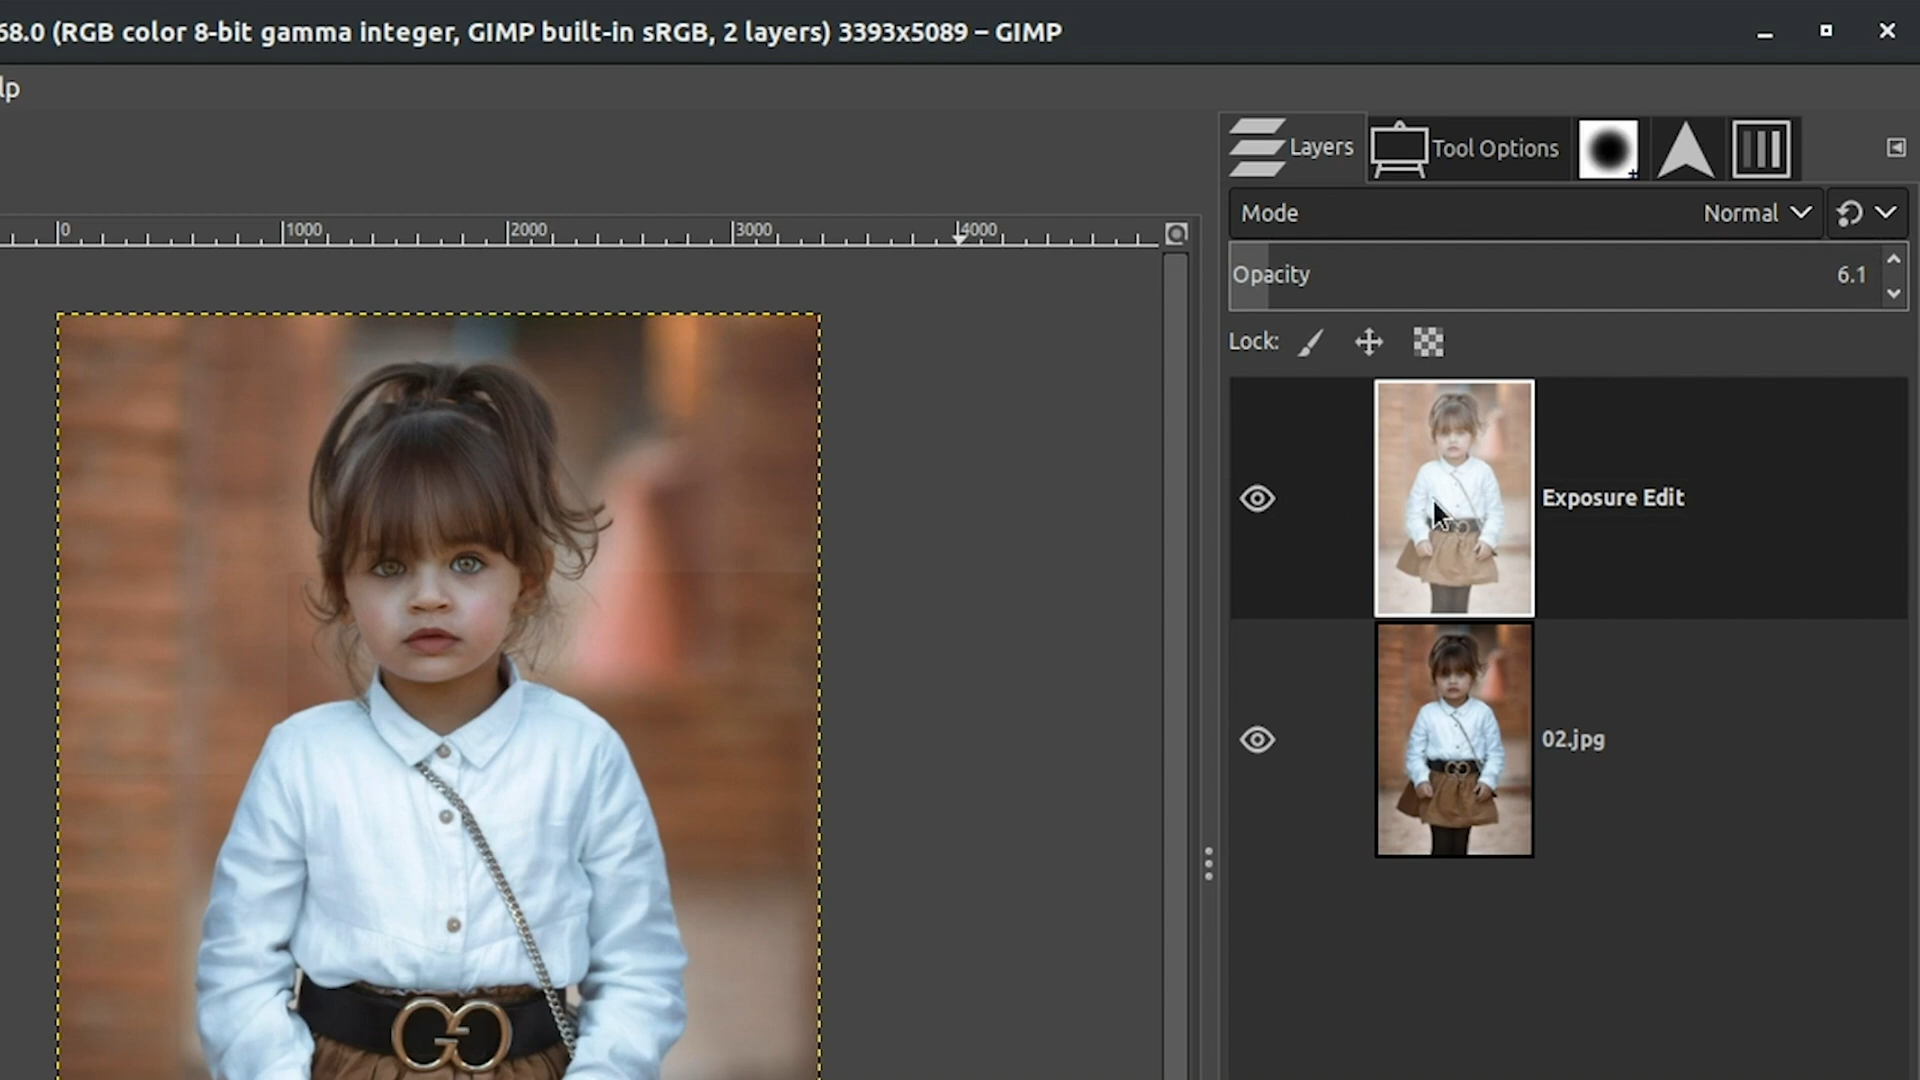 68.0 (RGB color 8-bit gamma integer, GIMP built-in sRGB, 2 layers) 3393x5089 – GIMP
lp
Layers
Tool Options
Mode
Normal
0
1000
2000
3000
4000
Opacity
6.1
Lock:
Exposure Edit
02.jpg